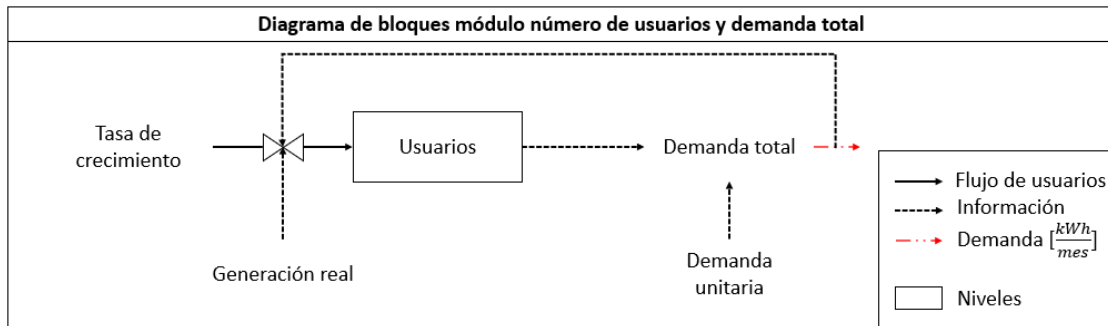 Diagrama de bloques módulo número de usuarios y demanda total
Tasa de
crecimiento
Usuarios
Demanda total
Generación real
Demanda
unitaria
Flujo de usuarios
Información
Demanda [kWh/mes]
Niveles